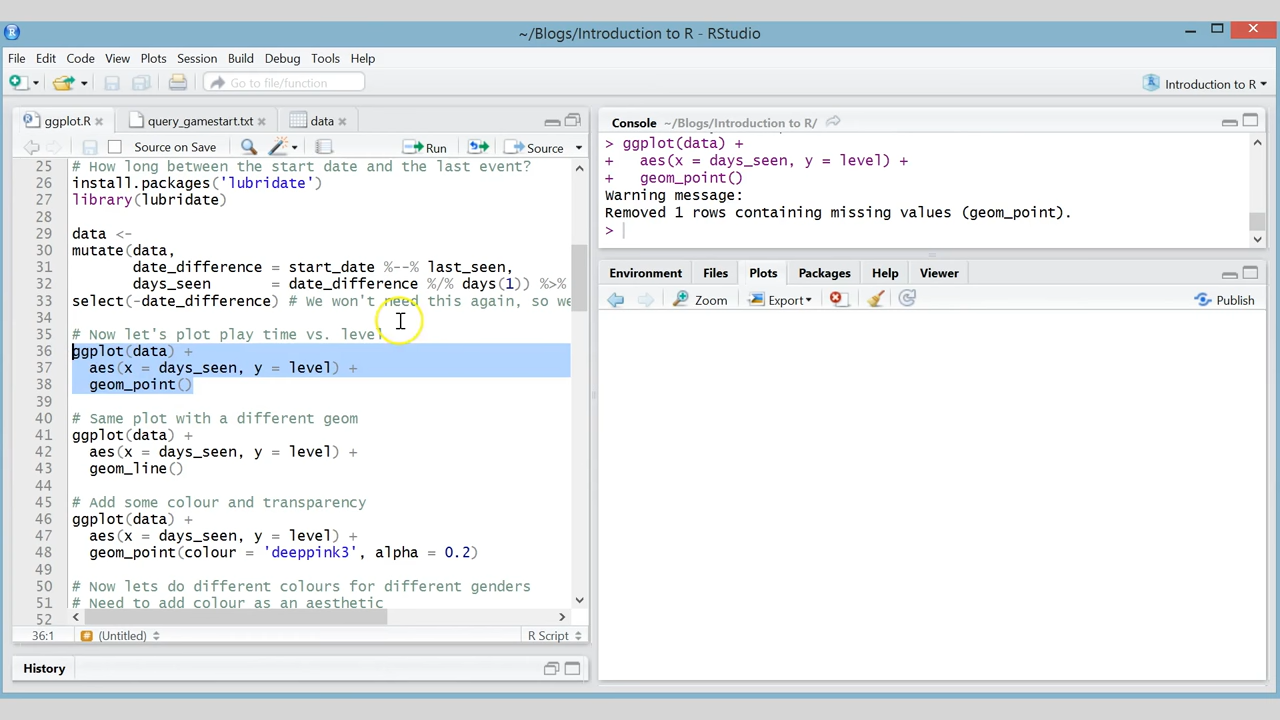 ~/Blogs/Introduction to R - RStudio
File Edit Code View Plots Session Build Debug Tools Help
Go to file/function
Introduction to R
ggplot.R
query_gamestart.txt
data
Source on Save
Run
Source
25 # How long between the start date and the last event?
26 install.packages('lubridate')
27 library(lubridate)
28
29 data <-
30 mutate(data,
31 date_difference = start_date %--% last_seen,
32 days_seen = date_difference %/% days(1)) %>%
33 select(-date_difference) # We won't need this again, so we
34
35 # Now let's plot play time vs. level
36 ggplot(data) +
37 aes(x = days_seen, y = level) +
38 geom_point()
39
40 # Same plot with a different geom
41 ggplot(data) +
42 aes(x = days_seen, y = level) +
43 geom_line()
44
45 # Add some colour and transparency
46 ggplot(data) +
47 aes(x = days_seen, y = level) +
48 geom_point(colour = 'deeppink3', alpha = 0.2)
49
50 # Now lets do different colours for different genders
51 # Need to add colour as an aesthetic
52
36:1 (Untitled) R Script
History
Console ~/Blogs/Introduction to R/
> ggplot(data) +
+ aes(x = days_seen, y = level) +
+ geom_point()
Warning message:
Removed 1 rows containing missing values (geom_point).
>
Environment Files Plots Packages Help Viewer
Zoom Export Publish